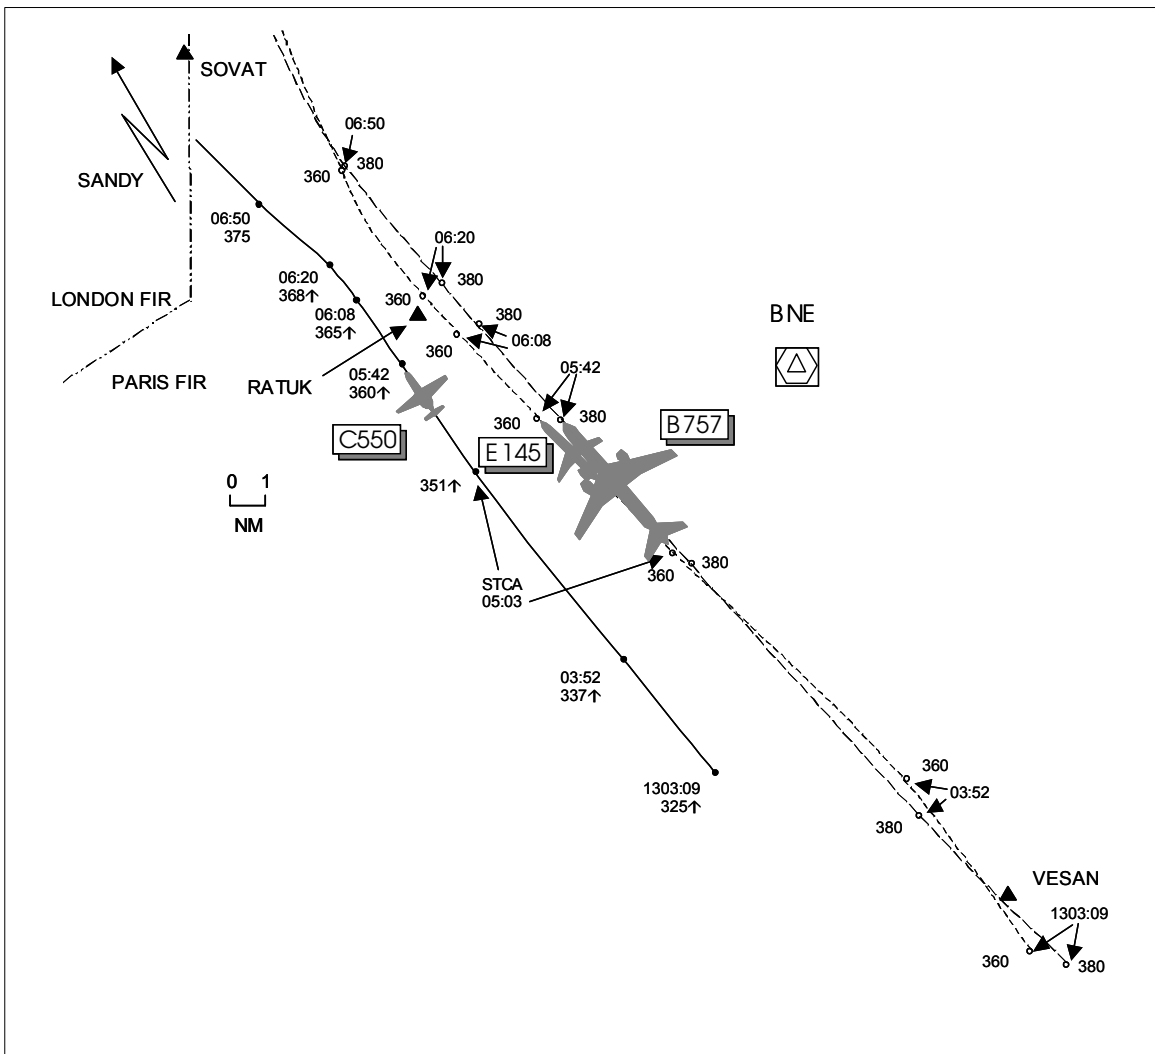 SOVAT
06:50
380
360
SANDY
06:50
375
06:20
380
06:20
368↑
LONDON FIR
360
06:08
365↑
380
06:08
360
BNE
PARIS FIR
RATUK
05:42
360↑
05:42
380
360
B757
C550
E145
0 1
NM
351↑
STCA
05:03
360
380
03:52
337↑
1303:09
325↑
360
03:52
380
VESAN
1303:09
360
380